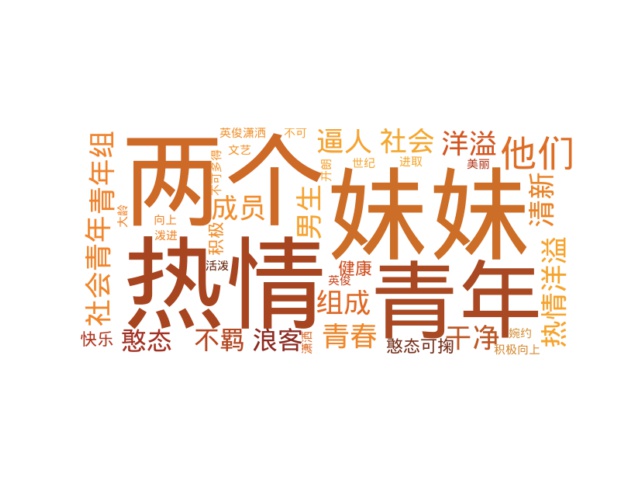 两个
妹妹
热情
青年
英俊潇洒
不可
文艺
逼人
社会
世纪
进取
洋溢
美丽
他们
社会青年青年组
大龄
向上
泼进
不可多得
积极
成员
男生
开朗
清新
热情洋溢
活泼
健康
英俊
组成
快乐
憨态
不羁
浪客
潇洒
青春
憨态可掬
干净
婉约
积极向上